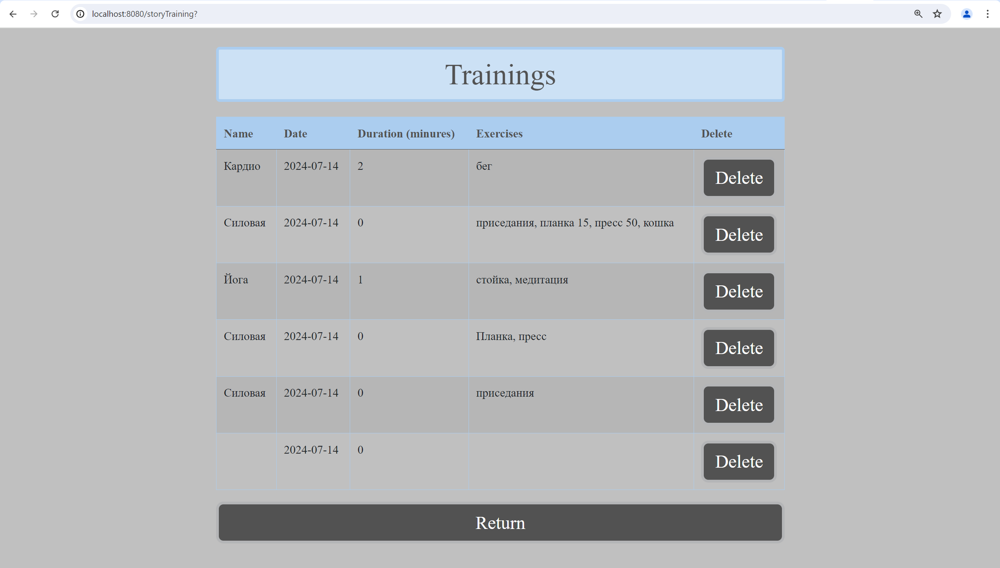 localhost:8080/storyTraining?
Trainings
Name Date Duration (minures) Exercises Delete
Кардио 2024-07-14 2 бег Delete
Силовая 2024-07-14 0 приседания, планка 15, пресс 50, кошка Delete
Йога 2024-07-14 1 стойка, медитация Delete
Силовая 2024-07-14 0 Планка, пресс Delete
Силовая 2024-07-14 0 приседания Delete
2024-07-14 0 Delete
Return